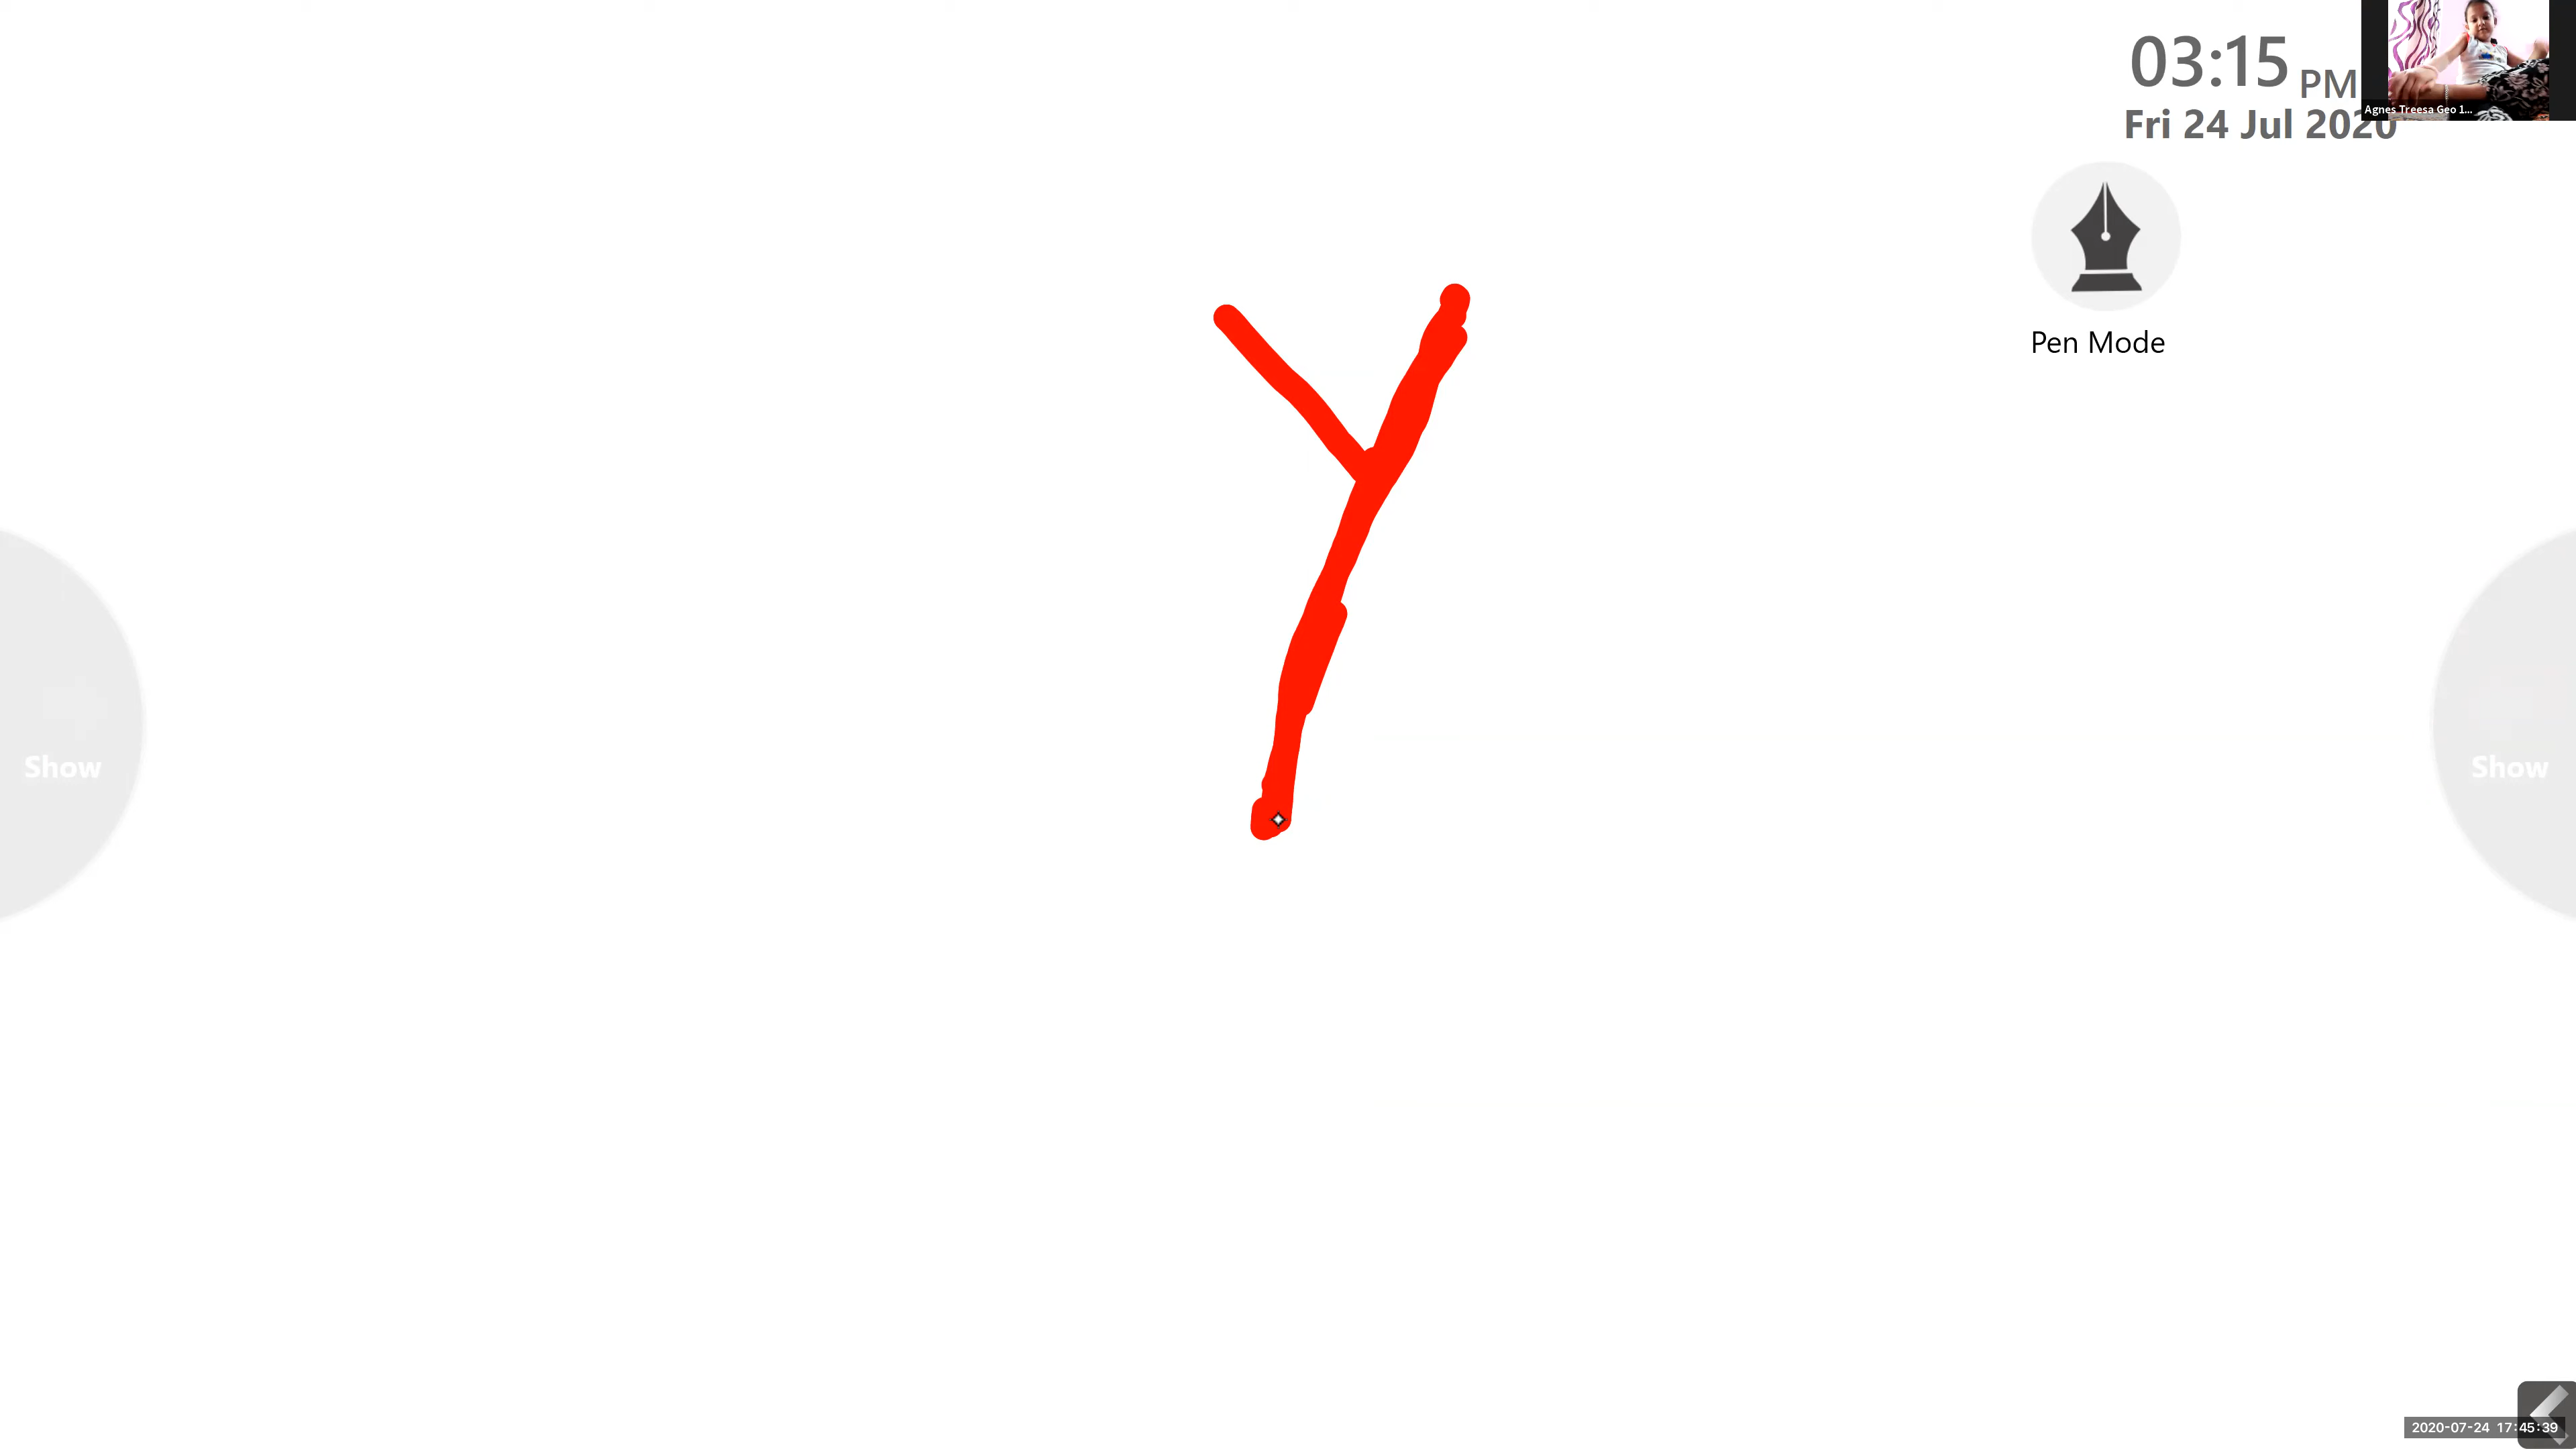 03:15 PM
Fri 24 Jul 2020
Agnes Treesa Geo 1...
Pen Mode
y
Show
Show
2020-07-24 17:45:39